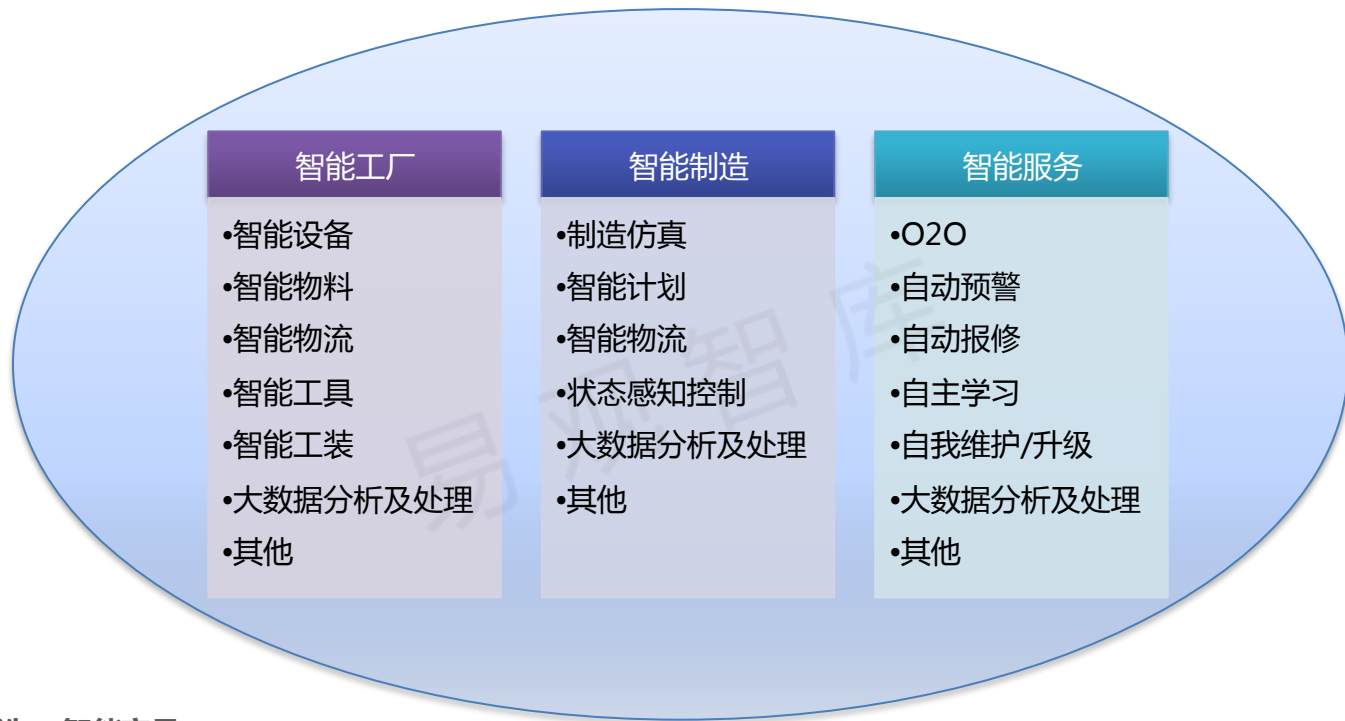 智能工厂
•智能设备
•智能物料
•智能物流
•智能工具
•智能工装
•大数据分析及处理
•其他
智能制造
•制造仿真
•智能计划
•智能物流
•状态感知控制
•大数据分析及处理
•其他
智能服务
•O2O
•自动预警
•自动报修
•自主学习
•自我维护/升级
•大数据分析及处理
•其他
易观智库